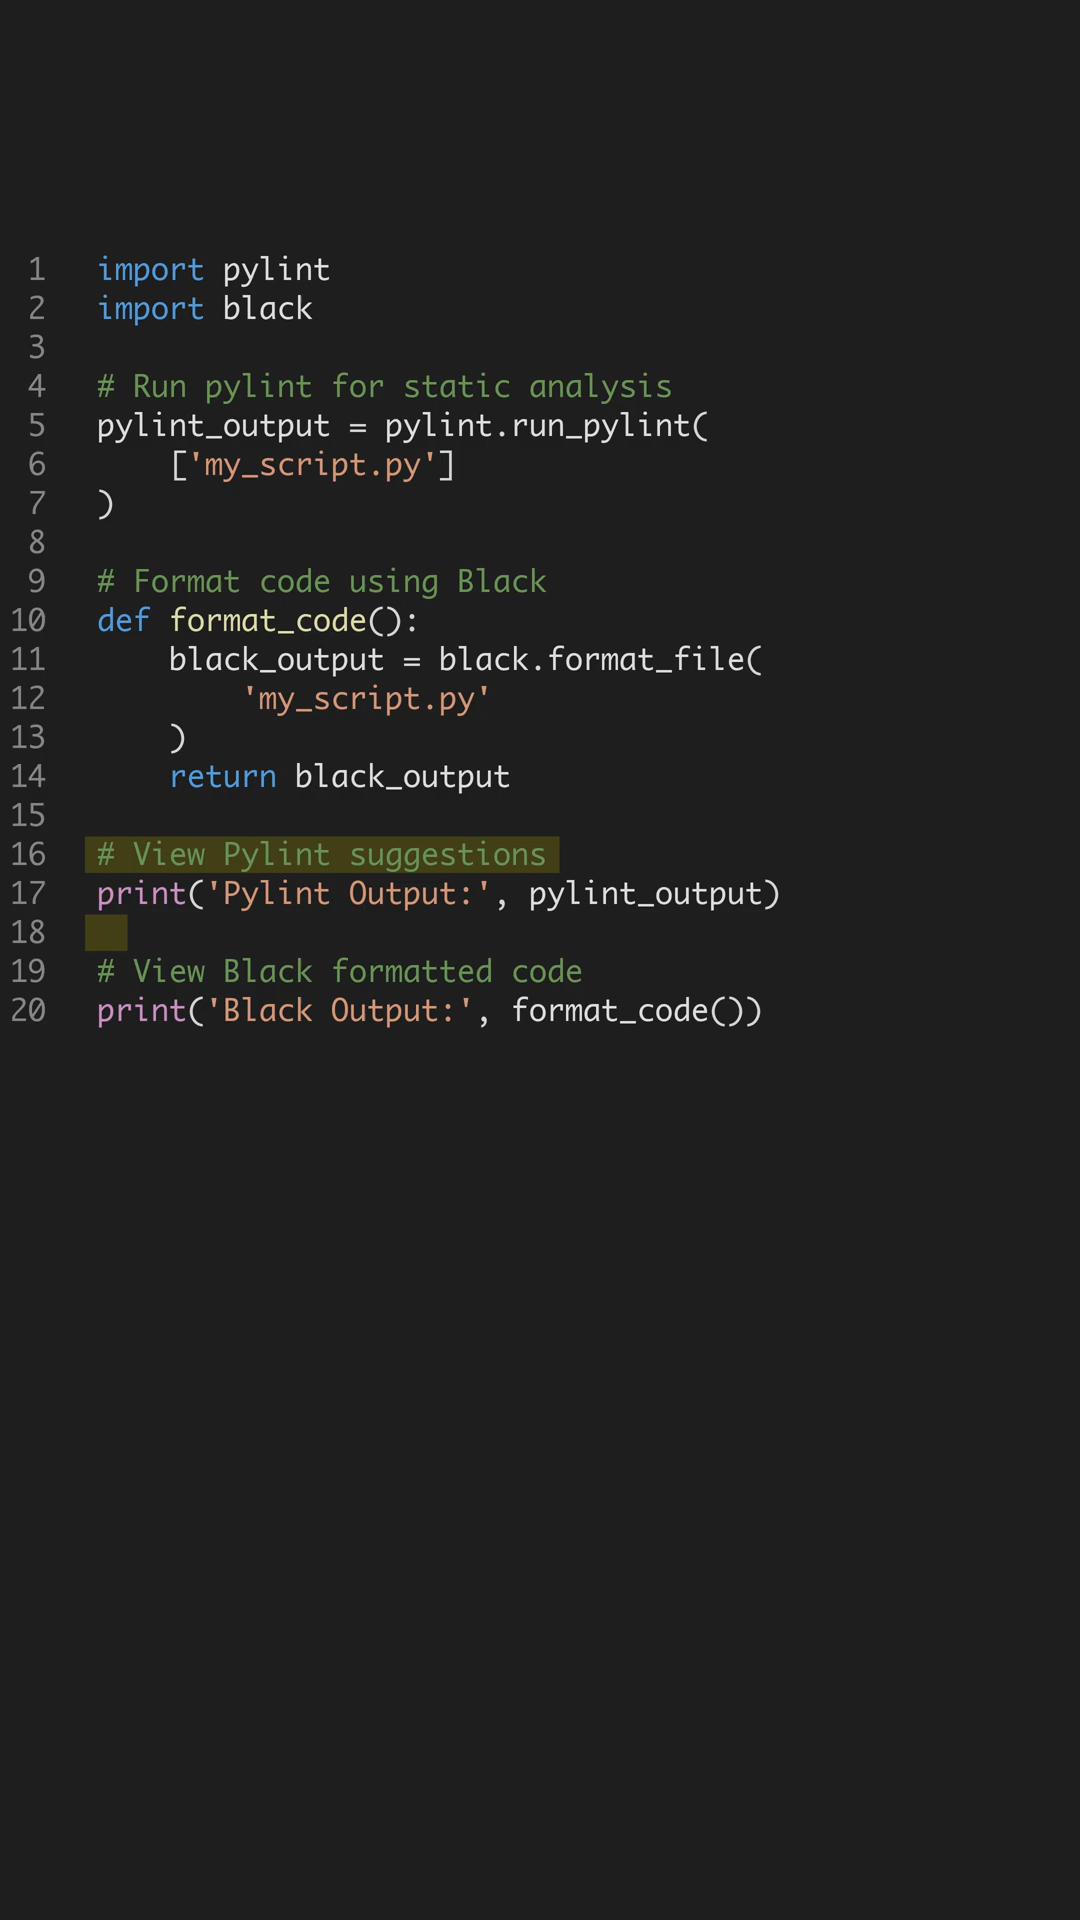 1 import pylint
2 import black
3
4 # Run pylint for static analysis
5 pylint_output = pylint.run_pylint(
6     ['my_script.py']
7 )
8
9 # Format code using Black
10 def format_code():
11     black_output = black.format_file(
12         'my_script.py'
13     )
14     return black_output
15
16 # View Pylint suggestions
17 print('Pylint Output:', pylint_output)
18
19 # View Black formatted code
20 print('Black Output:', format_code())